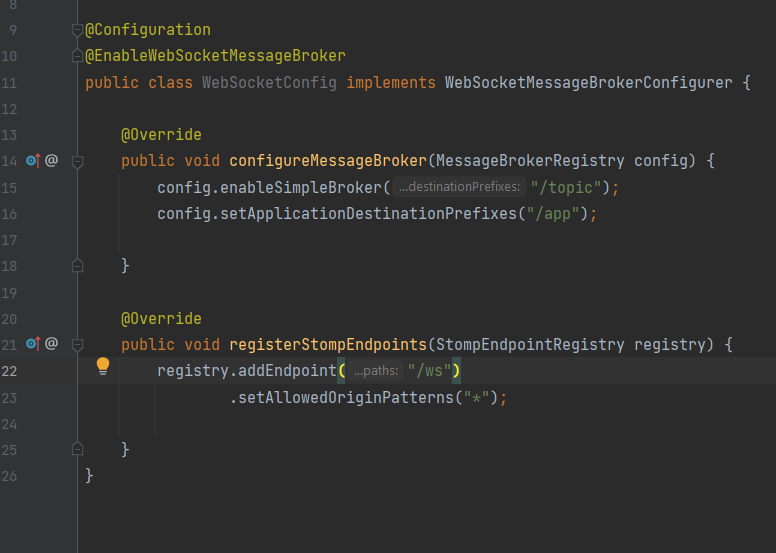 8
9 @Configuration
10 @EnableWebSocketMessageBroker
11 public class WebSocketConfig implements WebSocketMessageBrokerConfigurer {
12
13 @Override
14 @ public void configureMessageBroker(MessageBrokerRegistry config) {
15 config.enableSimpleBroker( ...destinationPrefixes: "/topic");
16 config.setApplicationDestinationPrefixes("/app");
17
18 }
19
20 @Override
21 @ public void registerStompEndpoints(StompEndpointRegistry registry) {
22 registry.addEndpoint( ...paths: "/ws")
23 .setAllowedOriginPatterns("*");
24
25 }
26 }